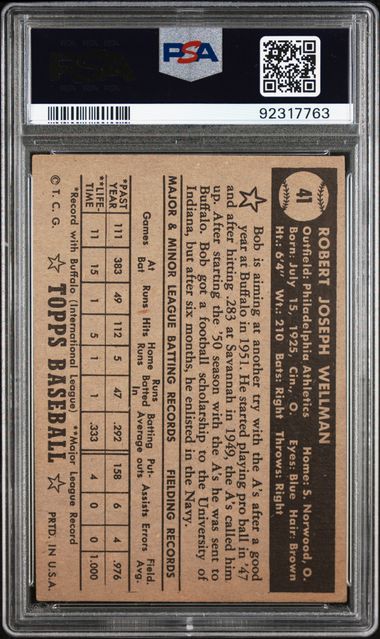 PSA
PSA
92317763
41
ROBERT JOSEPH WELLMAN
Outfield: Philadelphia Athletics Home: S. Norwood, O.
Born: July 15, 1925, Cin., O. Eyes: Blue Hair: Brown
Ht.: 6'4" Wt.: 210 Bats: Right Throws: Right
Bob is aiming at another try with the A's after a good
year at Buffalo in 1951. He started playing pro ball in '47
and after hitting .283 at Savannah in 1949, the A's called him
up. After starting the '50 season with the A's he was sent to
Buffalo. Bob got a football scholarship to the University of
Indiana, but after six months, he enlisted in the Navy.
MAJOR & MINOR LEAGUE BATTING RECORDS FIELDING RECORDS
Games At Bat Runs Hits Home Runs Runs Batted In Batting Average Put-outs Assists Errors Field. Avg.
*PAST YEAR 111 383 49 112 5 47 .292 158 6 4 .976
**LIFE-TIME 11 15 1 5 1 1 .333 4 0 0 1.000
*Record with Buffalo (International League) **Major League Record
© T. C. G. TOPPS BASEBALL PRTD. IN U.S.A.